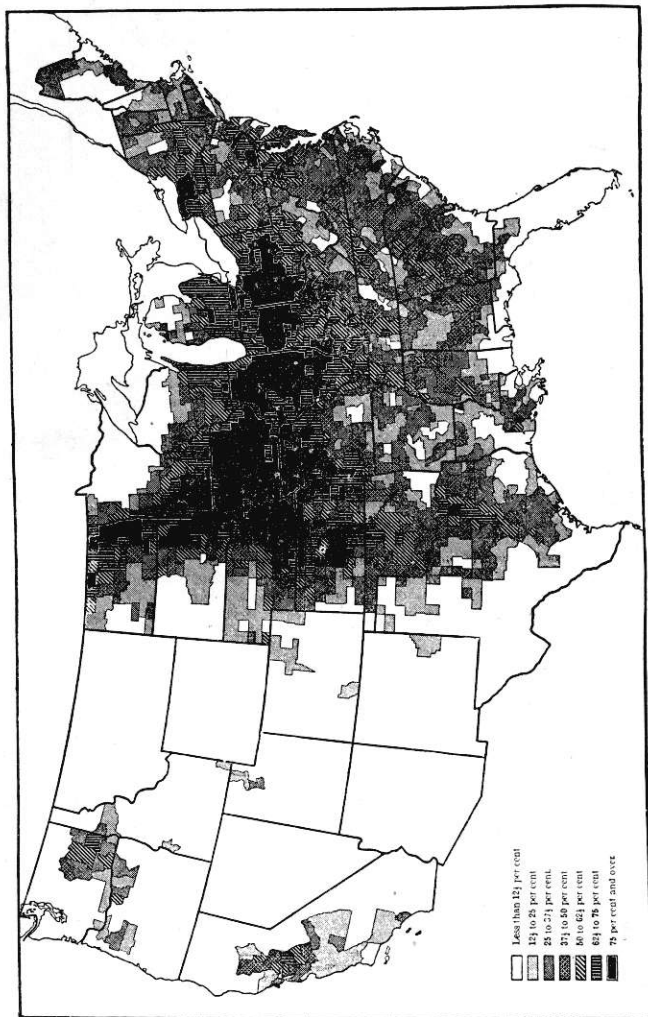 Less than 12½ per cent
12½ to 25 per cent
25 to 37½ per cent.
37½ to 50 per cent
50 to 62½ per cent
62½ to 75 per cent
75 per cent and over